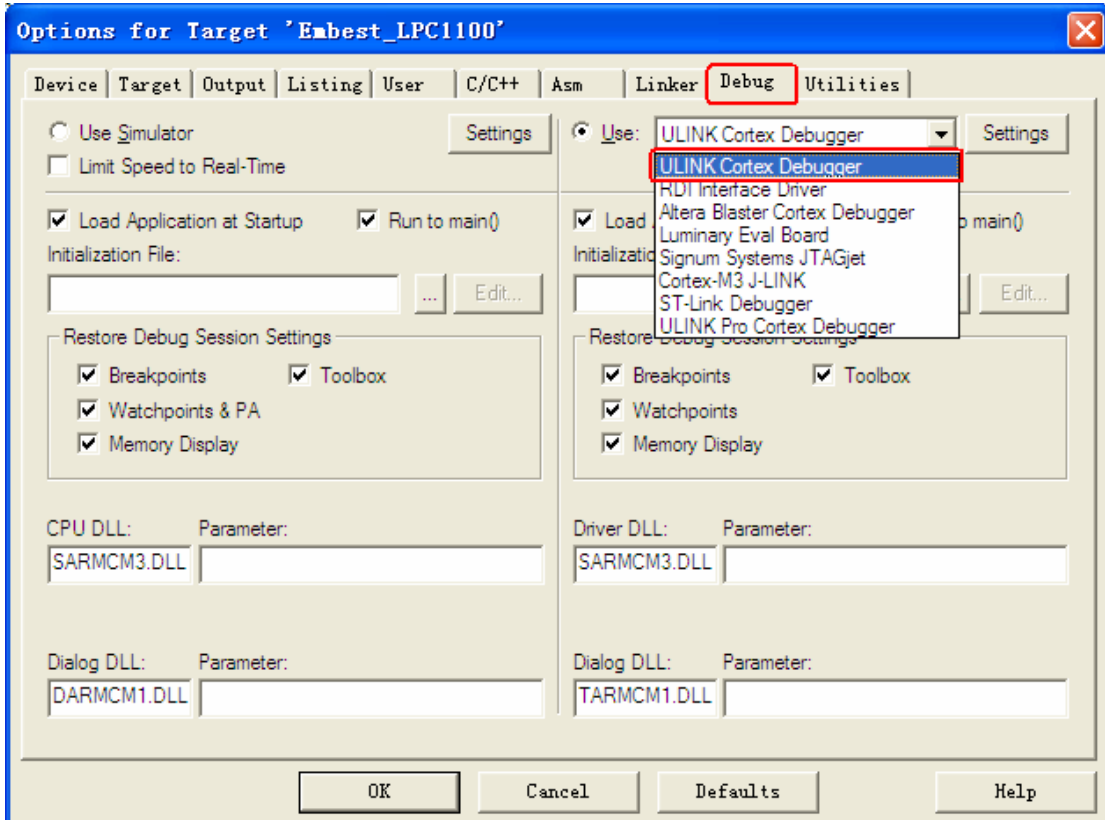 Options for Target 'Embest_LPC1100'
Device Target Output Listing User C/C++ Asm Linker Debug Utilities
Use Simulator Settings
Limit Speed to Real-Time
Use: ULINK Cortex Debugger Settings
ULINK Cortex Debugger
RDI Interface Driver
Altera Blaster Cortex Debugger
Luminary Eval Board
Signum Systems JTAGjet
Cortex-M3 J-LINK
ST-Link Debugger
ULINK Pro Cortex Debugger
Load Application at Startup Run to main()
Initialization File:
... Edit...
Restore Debug Session Settings
Breakpoints Toolbox
Watchpoints & PA
Memory Display
CPU DLL: Parameter:
SARMCM3.DLL
Dialog DLL: Parameter:
DARMCM1.DLL
Load main()
Edit...
Restore Debug Session Settings
Breakpoints Toolbox
Watchpoints
Memory Display
Driver DLL: Parameter:
SARMCM3.DLL
Dialog DLL: Parameter:
TARMCM1.DLL
OK Cancel Defaults Help